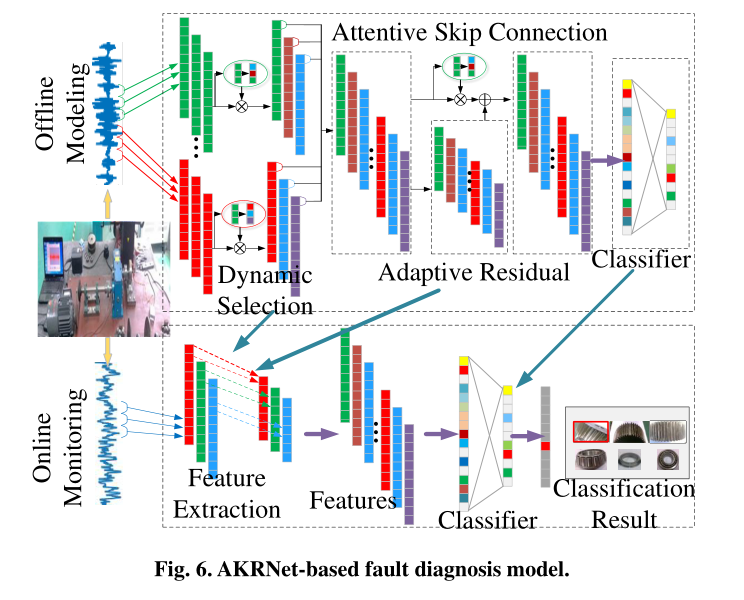 Attentive Skip Connection
Offline
Modeling
Dynamic
Selection
Adaptive Residual
Classifier
Online
Monitoring
Feature
Extraction
Features
Classifier
Classification
Result
Fig. 6. AKRNet-based fault diagnosis model.